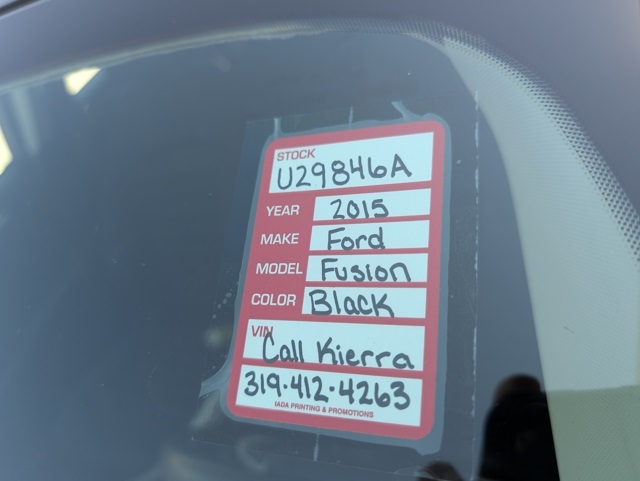 STOCK
U29846A
YEAR 2015
MAKE Ford
MODEL Fusion
COLOR Black
VIN
Call Kierra
319·412·4263
IADA PRINTING & PROMOTIONS